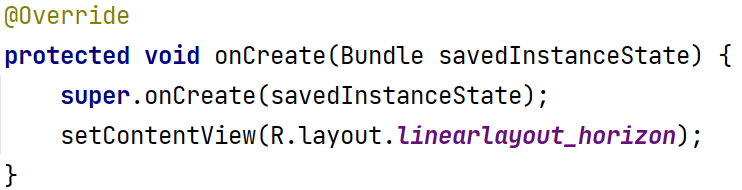 @Override
protected void onCreate(Bundle savedInstanceState) {
    super.onCreate(savedInstanceState);
    setContentView(R.layout.linearlayout_horizon);
}